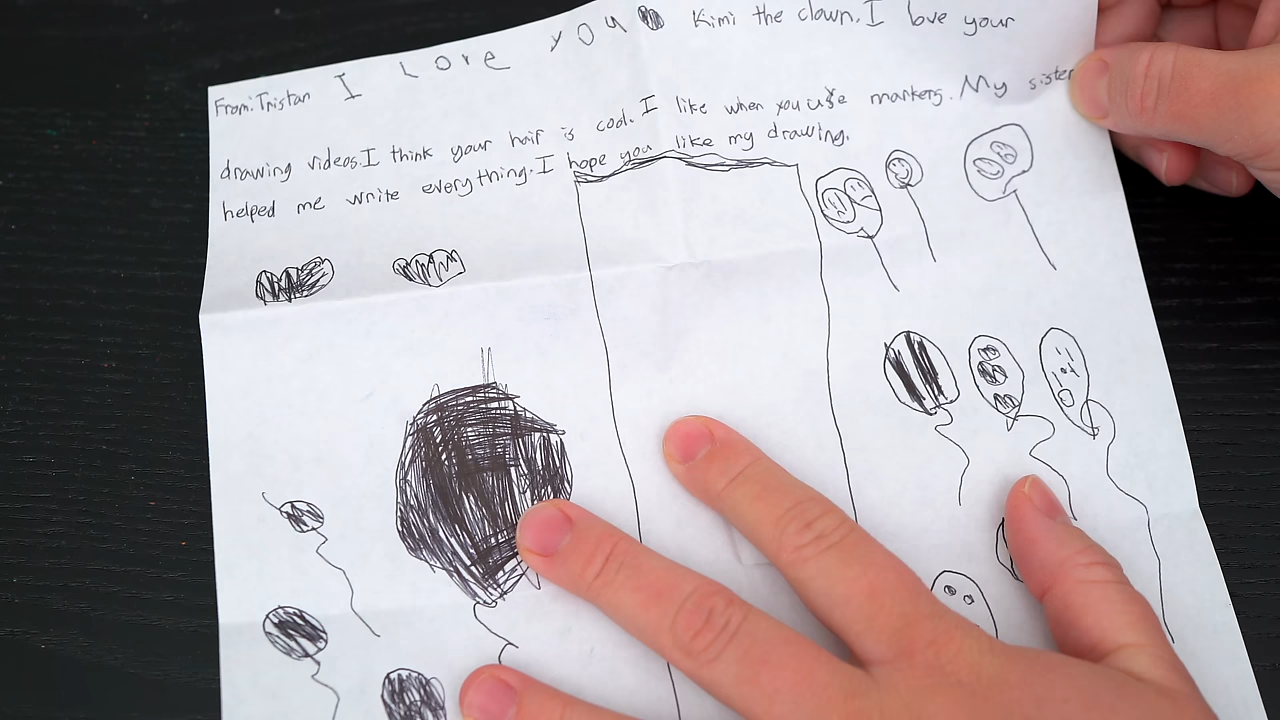 From: Tristan I Love you Kimi the clown. I love your
drawing videos. I think your hair is cool. I like when you use markers. My sister
helped me write everything. I hope you like my drawing.